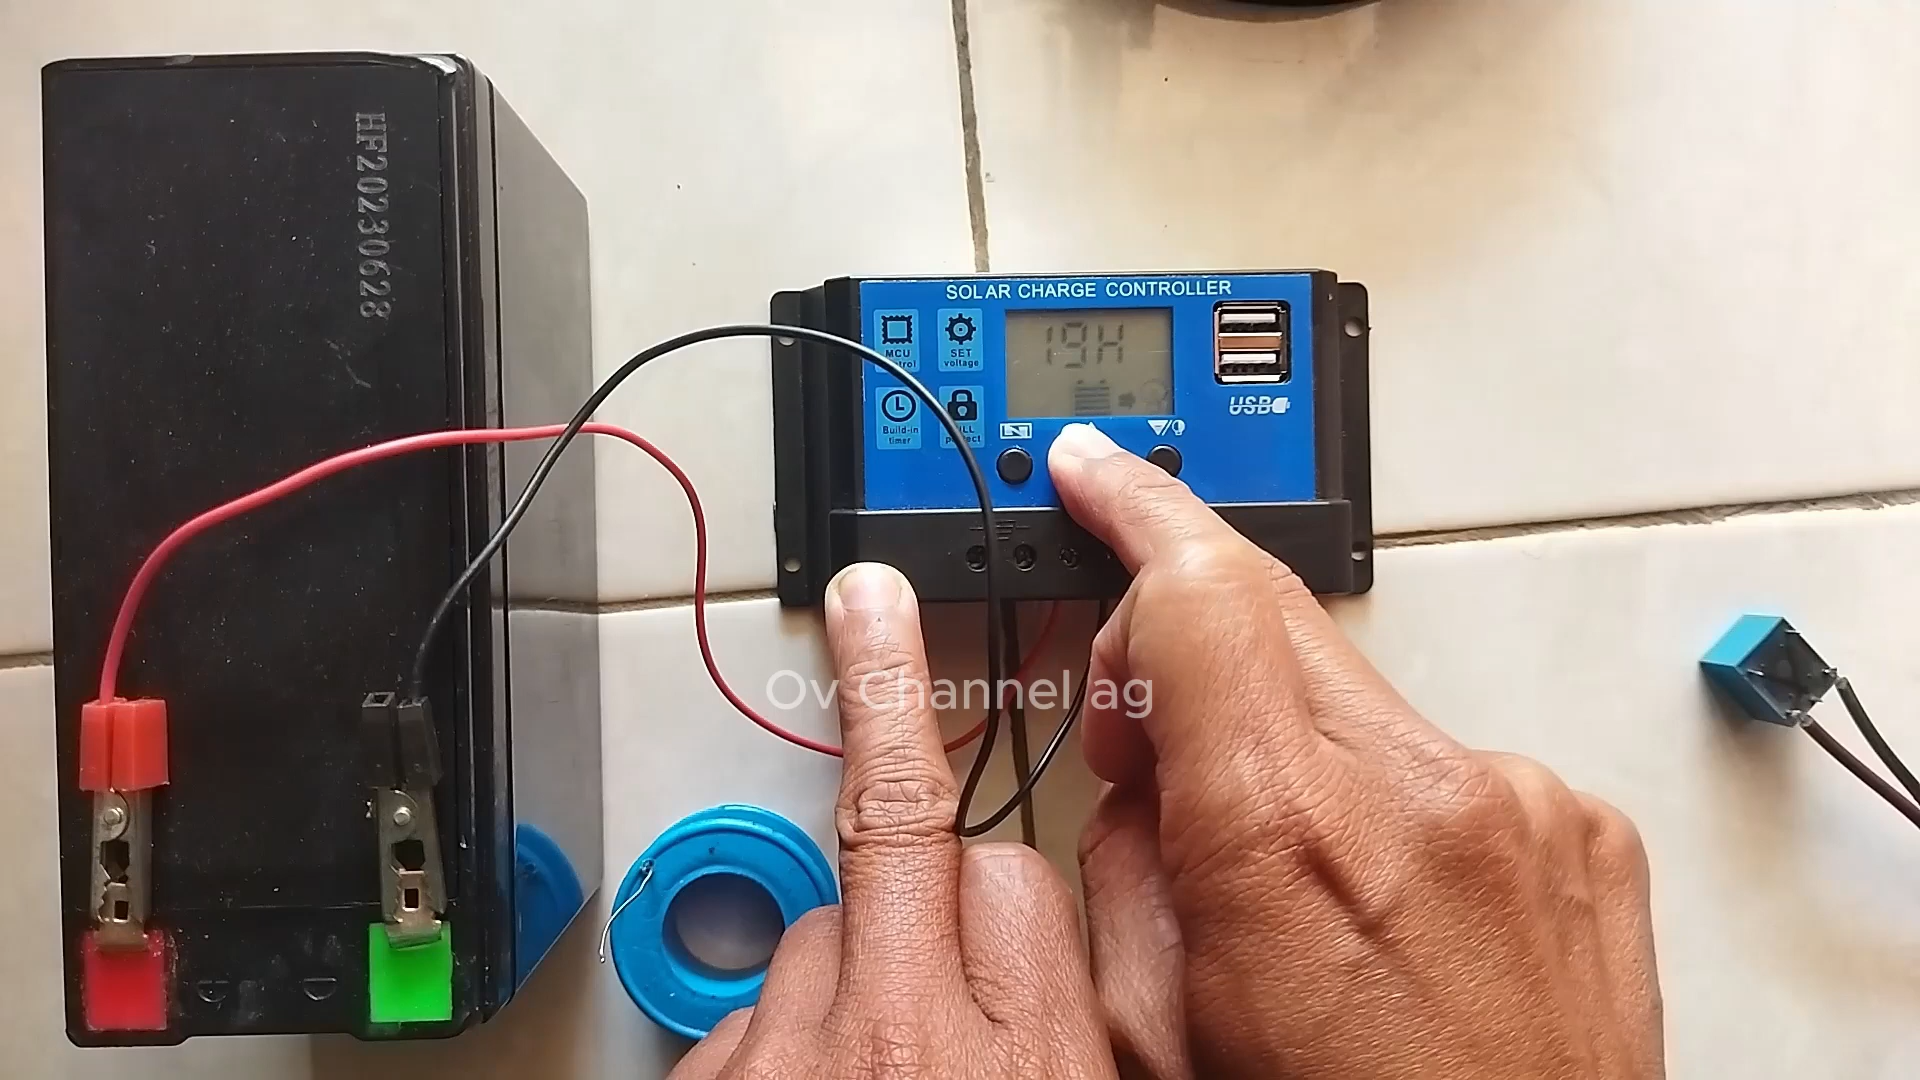 HF20230628
SOLAR CHARGE CONTROLLER
MCU
SET
voltage
Build-in
timer
19H
USB
Ov Channel ag